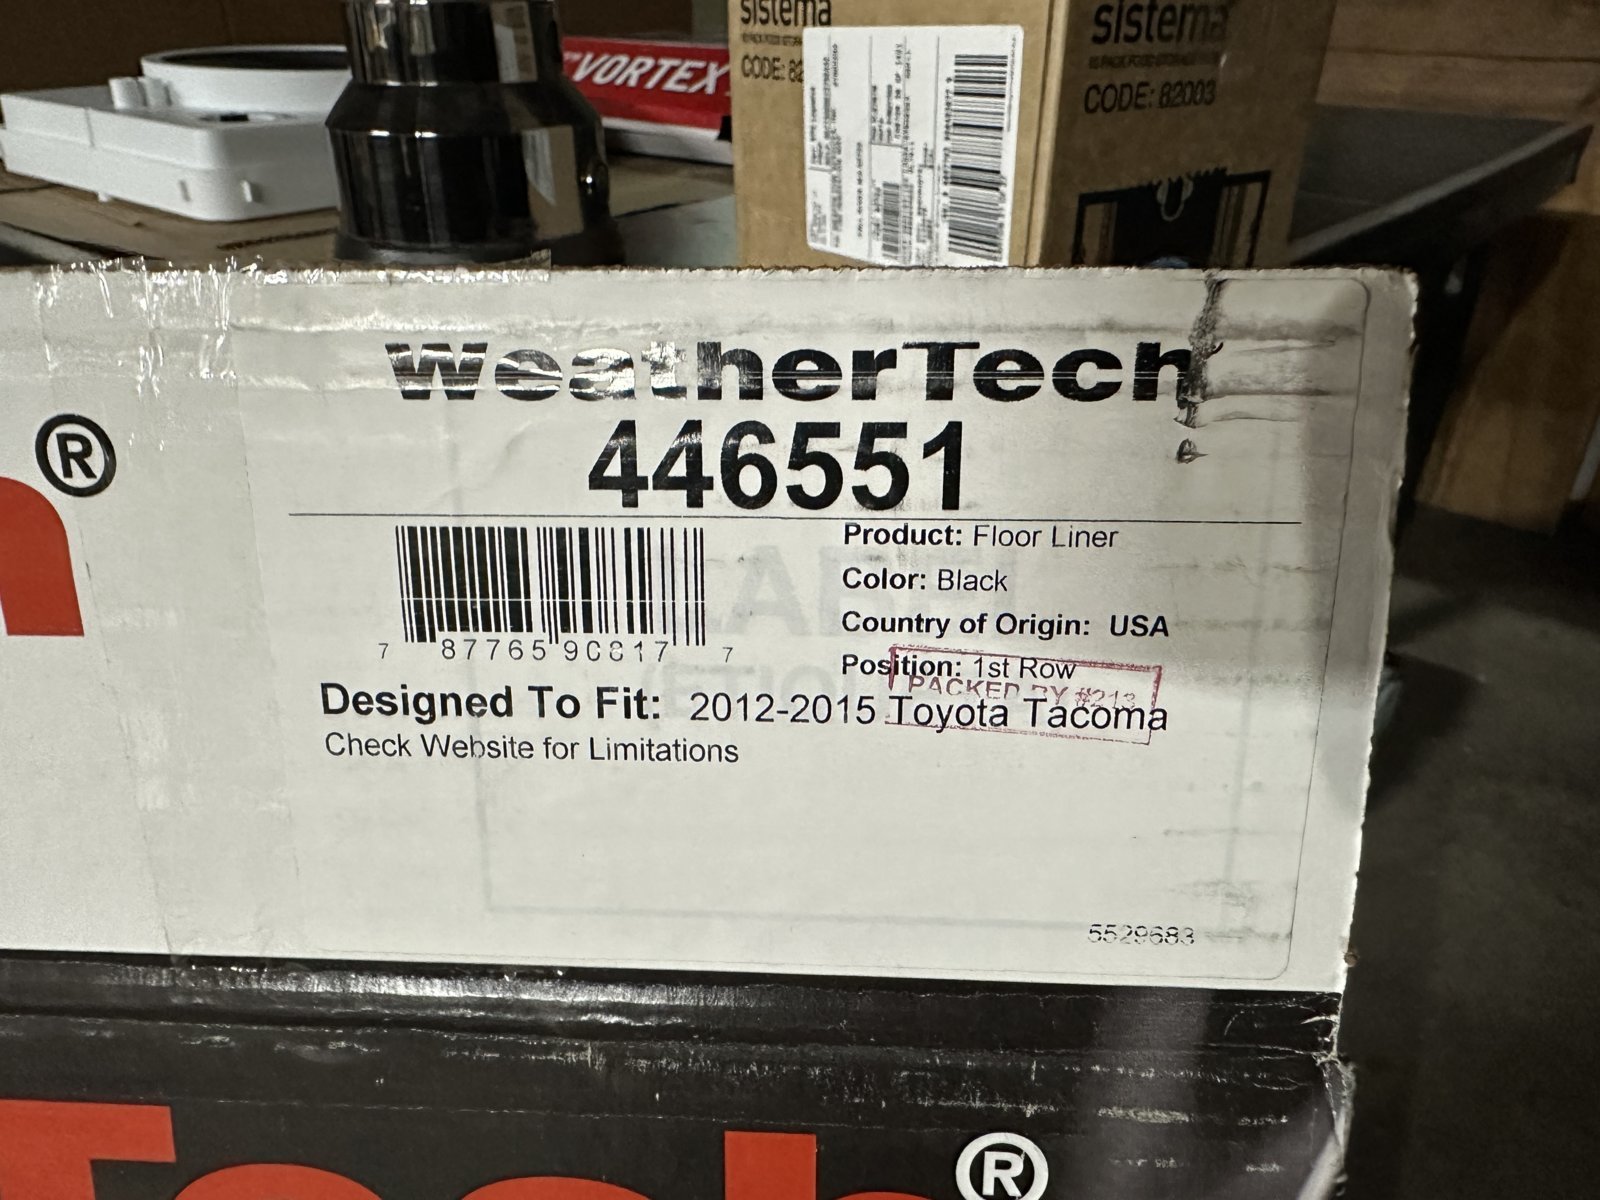 VORTEX
sistema
CODE: 82
sistema
CODE: 82003
®
WeatherTech
446551
Product: Floor Liner
Color: Black
Country of Origin: USA
Position: 1st Row
PACKED BY #213
7 87765 90817 7
Designed To Fit: 2012-2015 Toyota Tacoma
Check Website for Limitations
5529683
Tech®